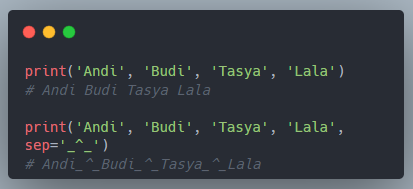 print('Andi', 'Budi', 'Tasya', 'Lala')
# Andi Budi Tasya Lala
print('Andi', 'Budi', 'Tasya', 'Lala',
sep='_^_')
# Andi_^_Budi_^_Tasya_^_Lala